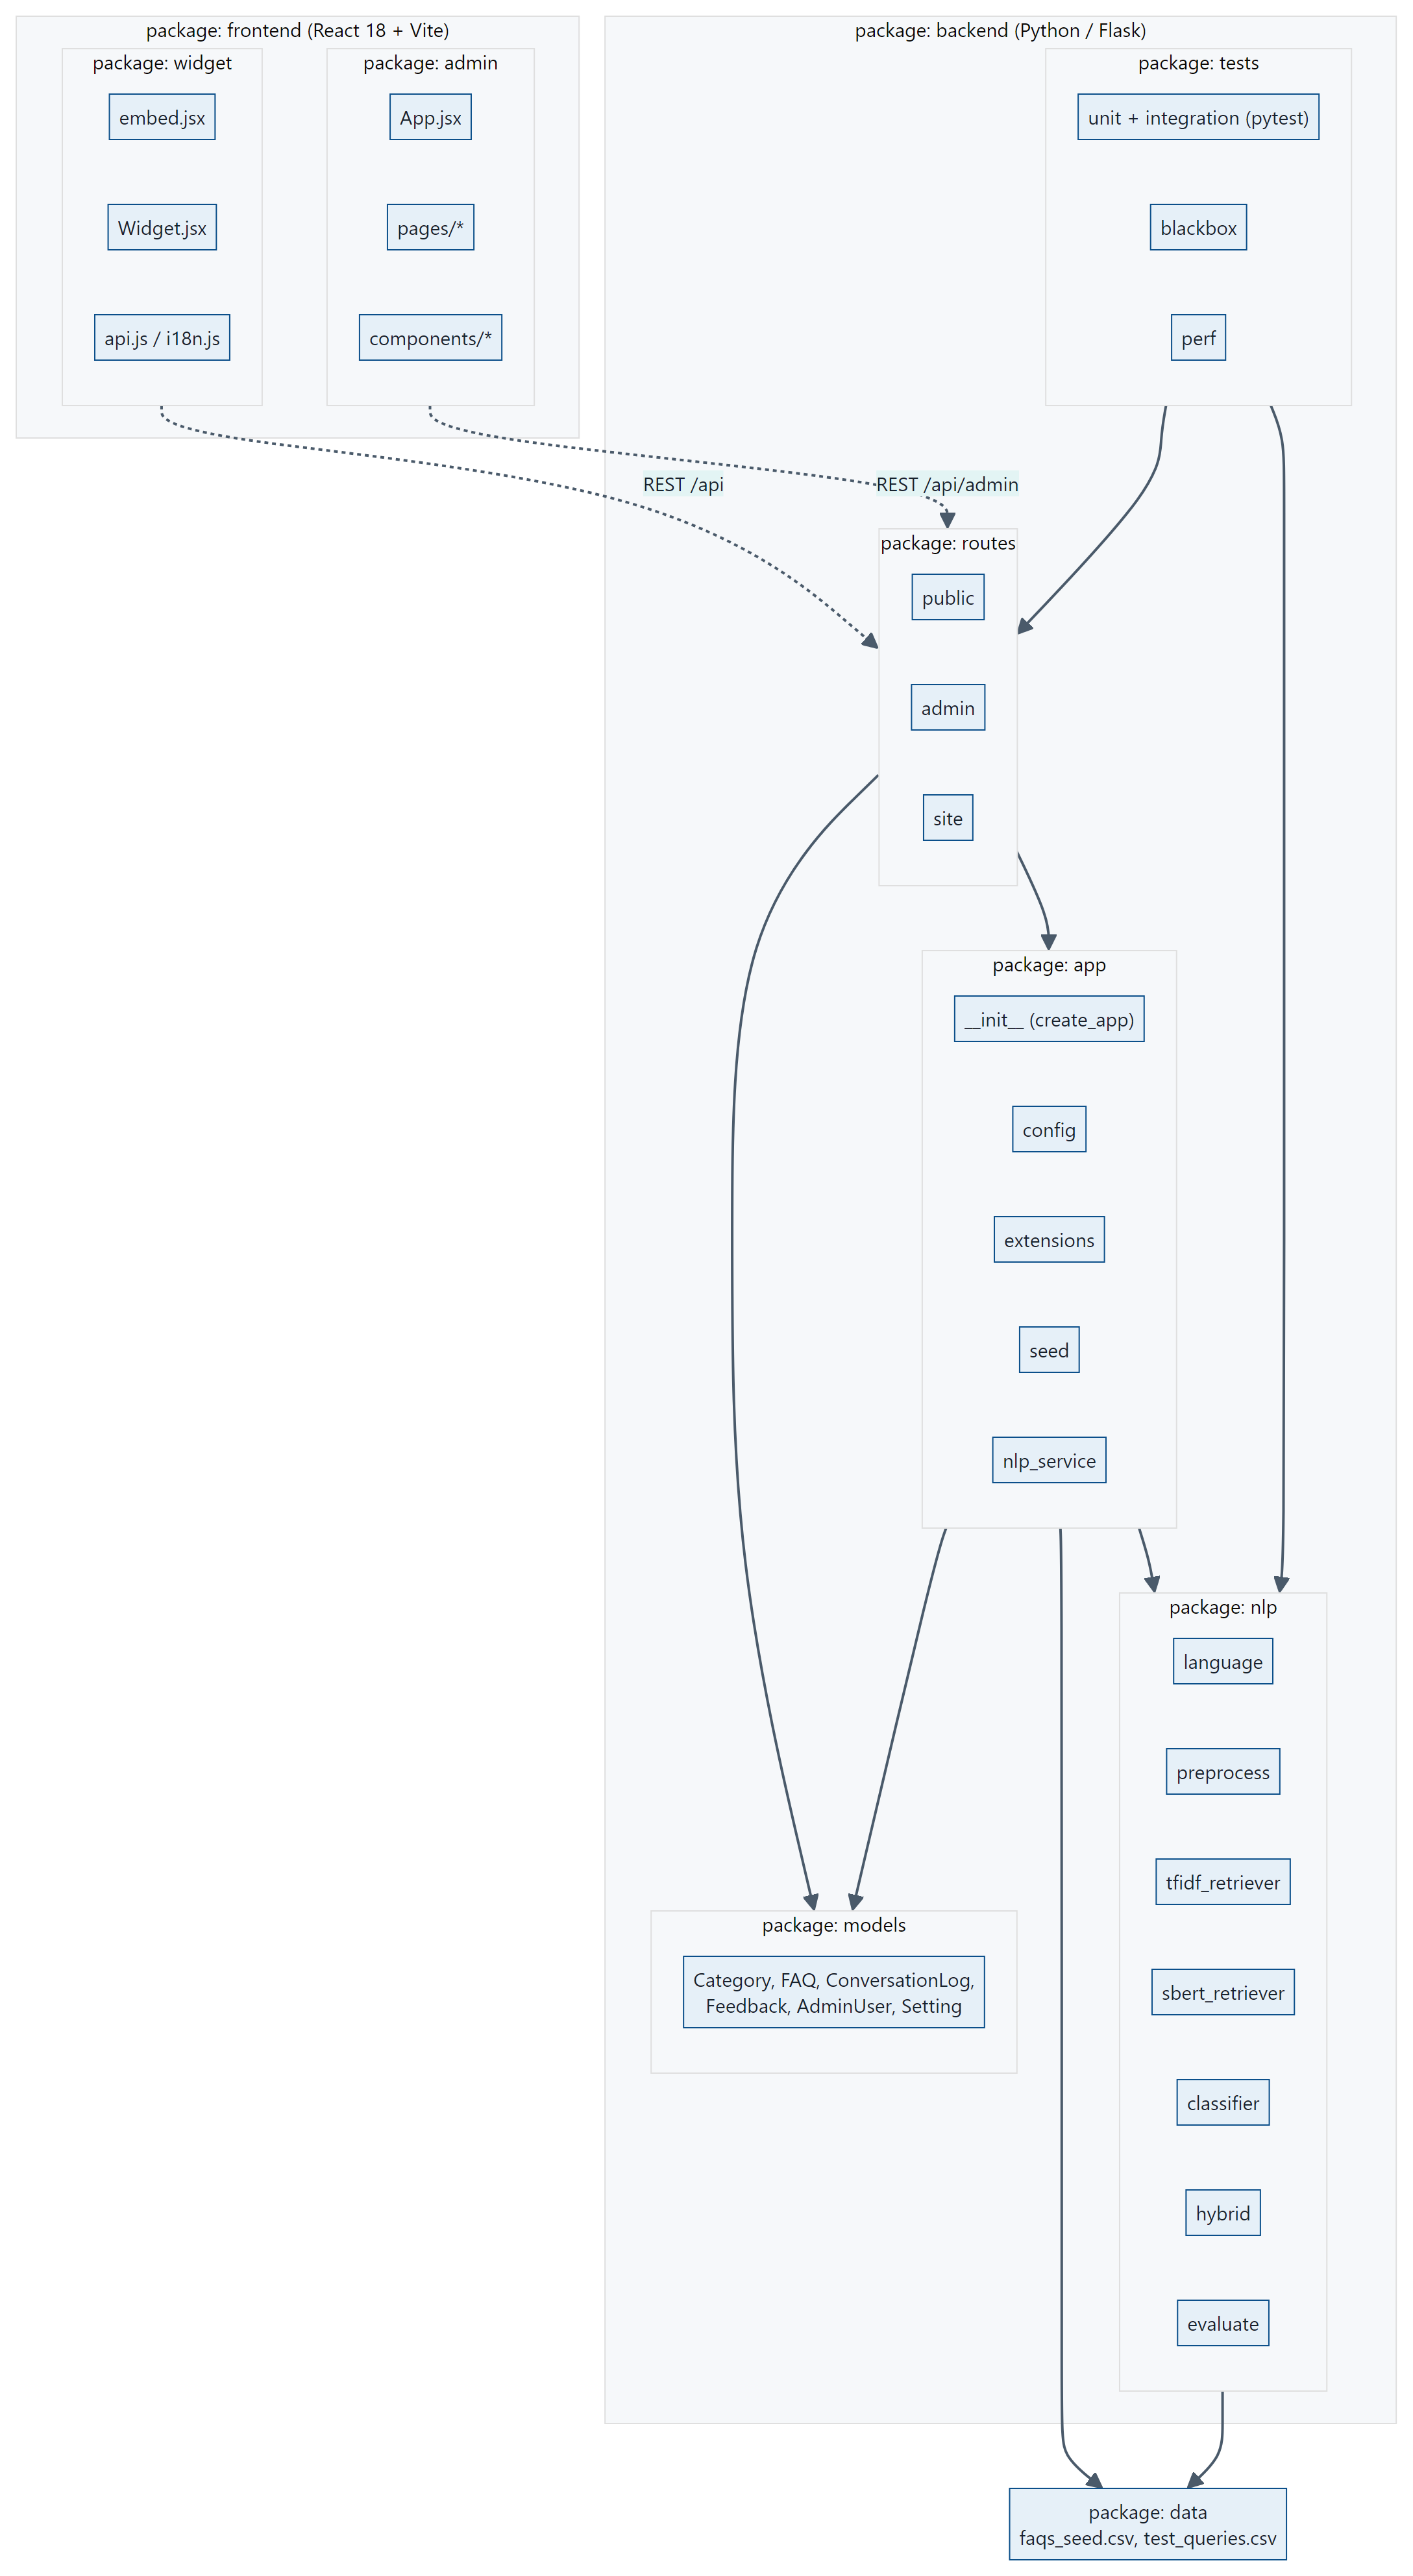 package: frontend (React 18 + Vite)
package: widget
embed.jsx
Widget.jsx
api.js / i18n.js
package: admin
App.jsx
pages/*
components/*
package: backend (Python / Flask)
package: tests
unit + integration (pytest)
blackbox
perf
REST /api
REST /api/admin
package: routes
public
admin
site
package: app
__init__ (create_app)
config
extensions
seed
nlp_service
package: nlp
language
preprocess
tfidf_retriever
sbert_retriever
classifier
hybrid
evaluate
package: models
Category, FAQ, ConversationLog,
Feedback, AdminUser, Setting
package: data
faqs_seed.csv, test_queries.csv